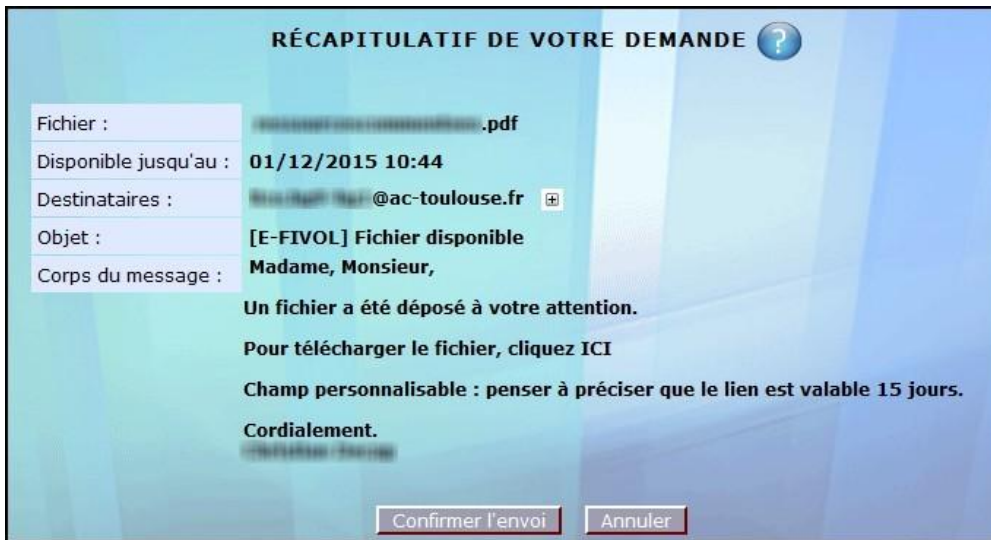 RÉCAPITULATIF DE VOTRE DEMANDE ?
Fichier : .pdf
Disponible jusqu'au : 01/12/2015 10:44
Destinataires : @ac-toulouse.fr
Objet : [E-FIVOL] Fichier disponible
Corps du message : Madame, Monsieur,
Un fichier a été déposé à votre attention.
Pour télécharger le fichier, cliquez ICI
Champ personnalisable : penser à préciser que le lien est valable 15 jours.
Cordialement.
Confirmer l'envoi Annuler